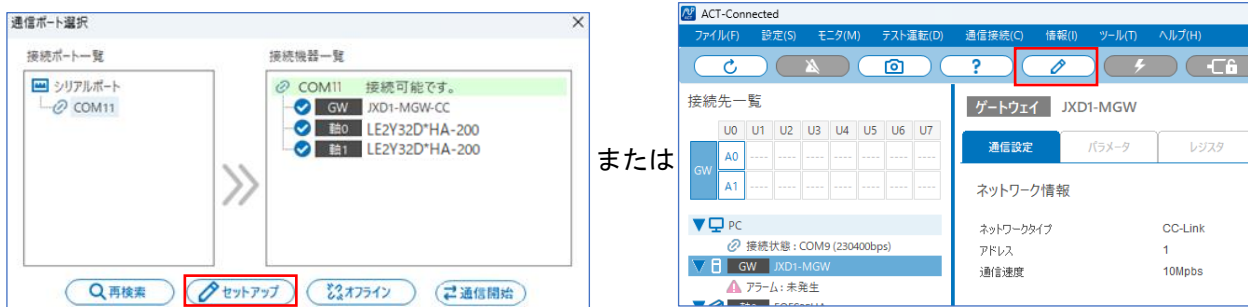 通信ポート選択
接続ポート一覧
シリアルポート
COM11
接続機器一覧
COM11 接続可能です。
GW JXD1-MGW-CC
軸0 LE2Y32D*HA-200
軸1 LE2Y32D*HA-200
再検索
セットアップ
オフライン
通信開始
または
ACT-Connected
ファイル(F) 設定(S) モニタ(M) テスト運転(D) 通信接続(C) 情報(I) ツール(T) ヘルプ(H)
接続先一覧
U0 U1 U2 U3 U4 U5 U6 U7
GW
A0 ---- ---- ---- ---- ---- ---- ----
A1 ---- ---- ---- ---- ---- ---- ----
PC
接続状態 : COM9 (230400bps)
GW JXD1-MGW
アラーム : 未発生
ゲートウェイ JXD1-MGW
通信設定 パラメータ レジスタ
ネットワーク情報
ネットワークタイプ CC-Link
アドレス 1
通信速度 10Mpbs